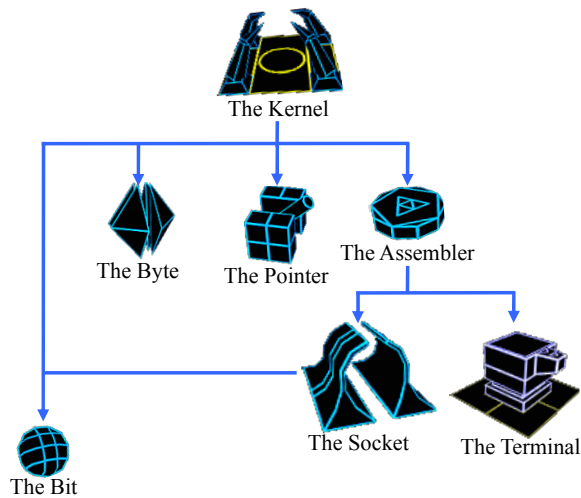 The Kernel
The Byte
The Pointer
The Assembler
The Socket
The Terminal
The Bit